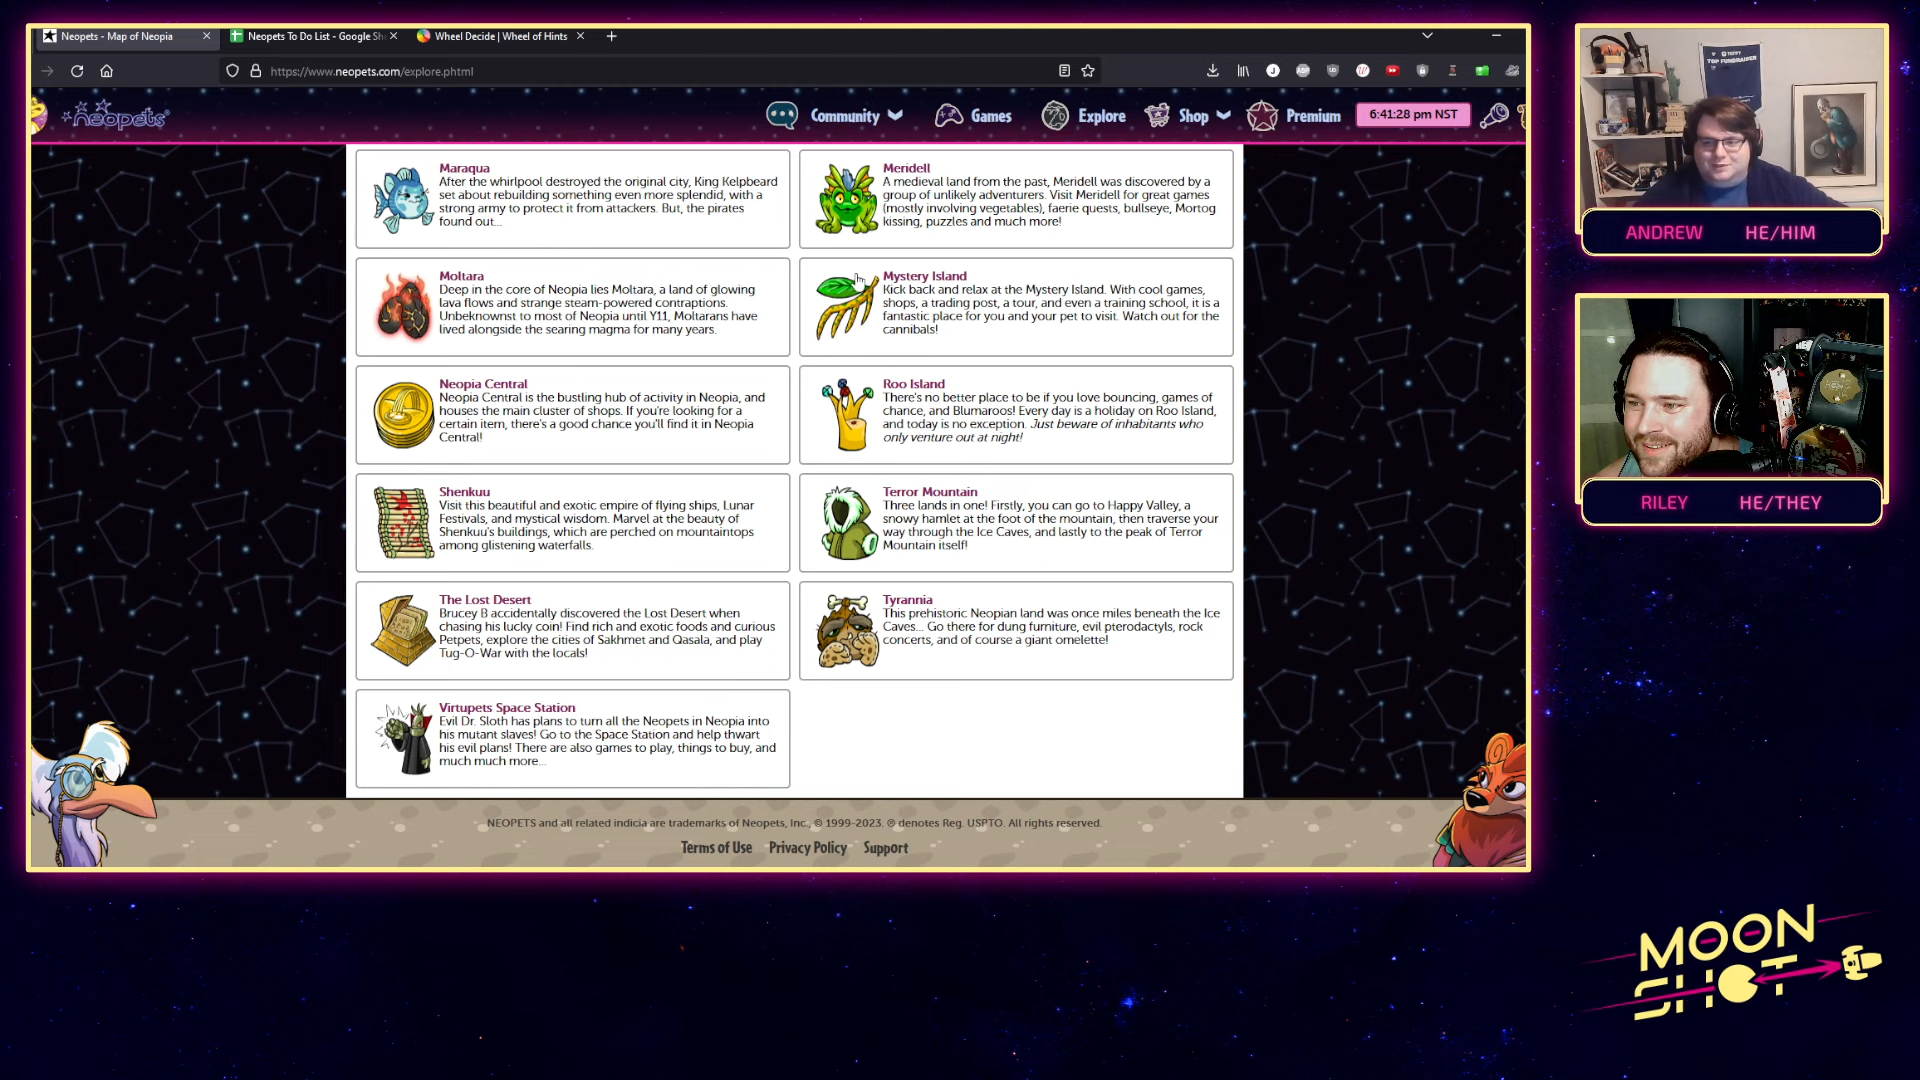 Neopets - Map of Neopia
Neopets To Do List - Google She
Wheel Decide | Wheel of Hints
https://www.neopets.com/explore.phtml
neopets
Community
Games
Explore
Shop
Premium
6:41:28 pm NST
Maraqua
After the whirlpool destroyed the original city, King Kelpbeard
set about rebuilding something even more splendid, with a
strong army to protect it from attackers. But, the pirates
found out...
Meridell
A medieval land from the past, Meridell was discovered by a
group of unlikely adventurers. Visit Meridell for great games
(mostly involving vegetables), faerie quests, bullseye, Mortog
kissing, puzzles and much more!
Moltara
Deep in the core of Neopia lies Moltara, a land of glowing
lava flows and strange steam-powered contraptions.
Unbeknownst to most of Neopia until Y11, Moltarans have
lived alongside the searing magma for many years.
Mystery Island
Kick back and relax at the Mystery Island. With cool games,
shops, a trading post, a tour, and even a training school, it is a
fantastic place for you and your pet to visit. Watch out for the
cannibals!
Neopia Central
Neopia Central is the bustling hub of activity in Neopia, and
houses the main cluster of shops. If you're looking for a
certain item, there's a good chance you'll find it in Neopia
Central!
Roo Island
There's no better place to be if you love bouncing, games of
chance, and Blumaroos! Every day is a holiday on Roo Island,
and today is no exception. Just beware of inhabitants who
only venture out at night!
Shenkuu
Visit this beautiful and exotic empire of flying ships, Lunar
Festivals, and mystical wisdom. Marvel at the beauty of
Shenkuu's buildings, which are perched on mountaintops
among glistening waterfalls.
Terror Mountain
Three lands in one! Firstly, you can go to Happy Valley, a
snowy hamlet at the foot of the mountain, then traverse your
way through the Ice Caves, and lastly to the peak of Terror
Mountain itself!
The Lost Desert
Brucey B accidentally discovered the Lost Desert when
chasing his lucky coin! Find rich and exotic foods and curious
Petpets, explore the cities of Sakhmet and Qasala, and play
Tug-O-War with the locals!
Tyrannia
This prehistoric Neopian land was once miles beneath the Ice
Caves... Go there for dung furniture, evil pterodactyls, rock
concerts, and of course a giant omelette!
Virtupets Space Station
Evil Dr. Sloth has plans to turn all the Neopets in Neopia into
his mutant slaves! Go to the Space Station and help thwart
his evil plans! There are also games to play, things to buy, and
much much more...
NEOPETS and all related indicia are trademarks of Neopets, Inc., © 1999-2023. ® denotes Reg. USPTO. All rights reserved.
Terms of Use
Privacy Policy
Support
TOP FUNDRAISER
ANDREW HE/HIM
RILEY HE/THEY
MOON
SHOT